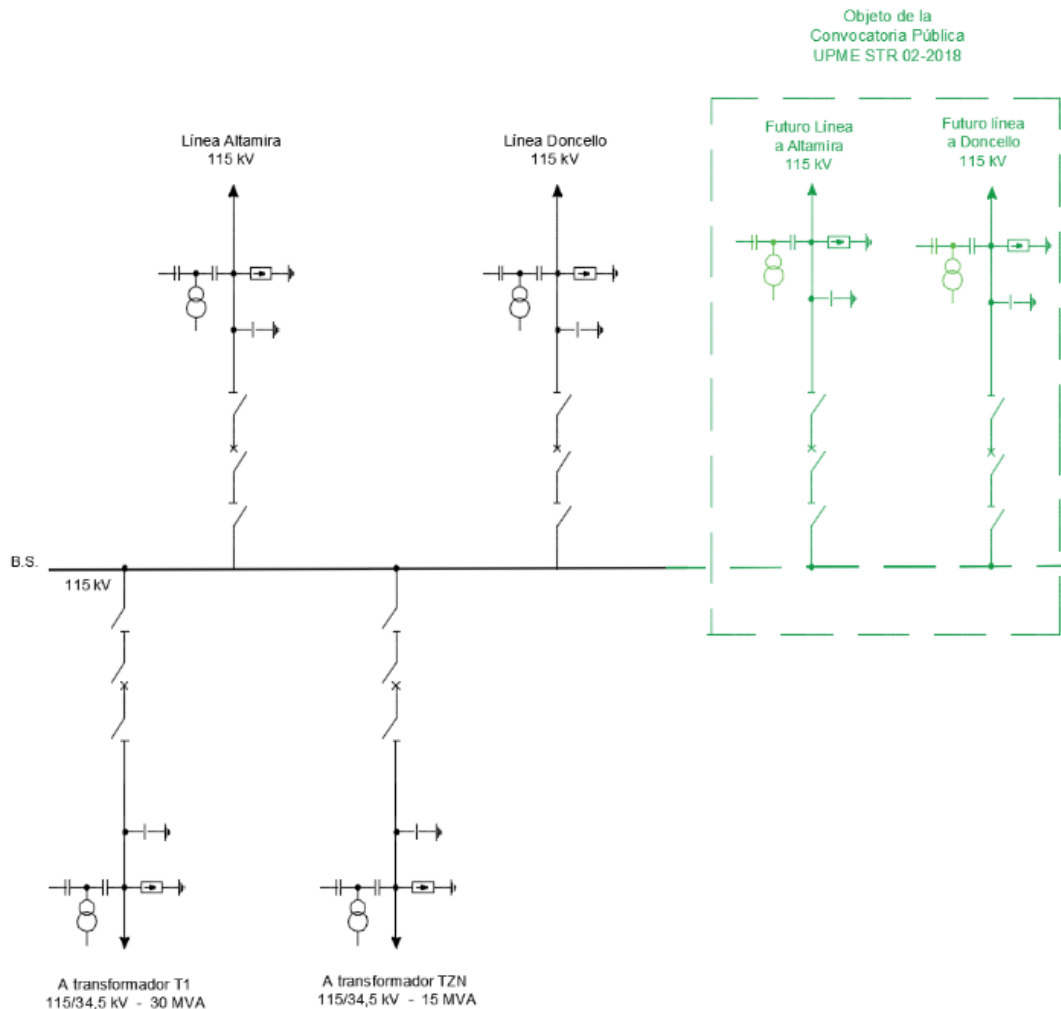 Objeto de la
Convocatoria Pública
UPME STR 02-2018
Línea Altamira
115 kV
Línea Doncello
115 kV
Futuro Línea
a Altamira
115 kV
Futuro línea
a Doncello
115 kV
B.S.
115 kV
A transformador T1
115/34,5 kV - 30 MVA
A transformador TZN
115/34,5 kV - 15 MVA